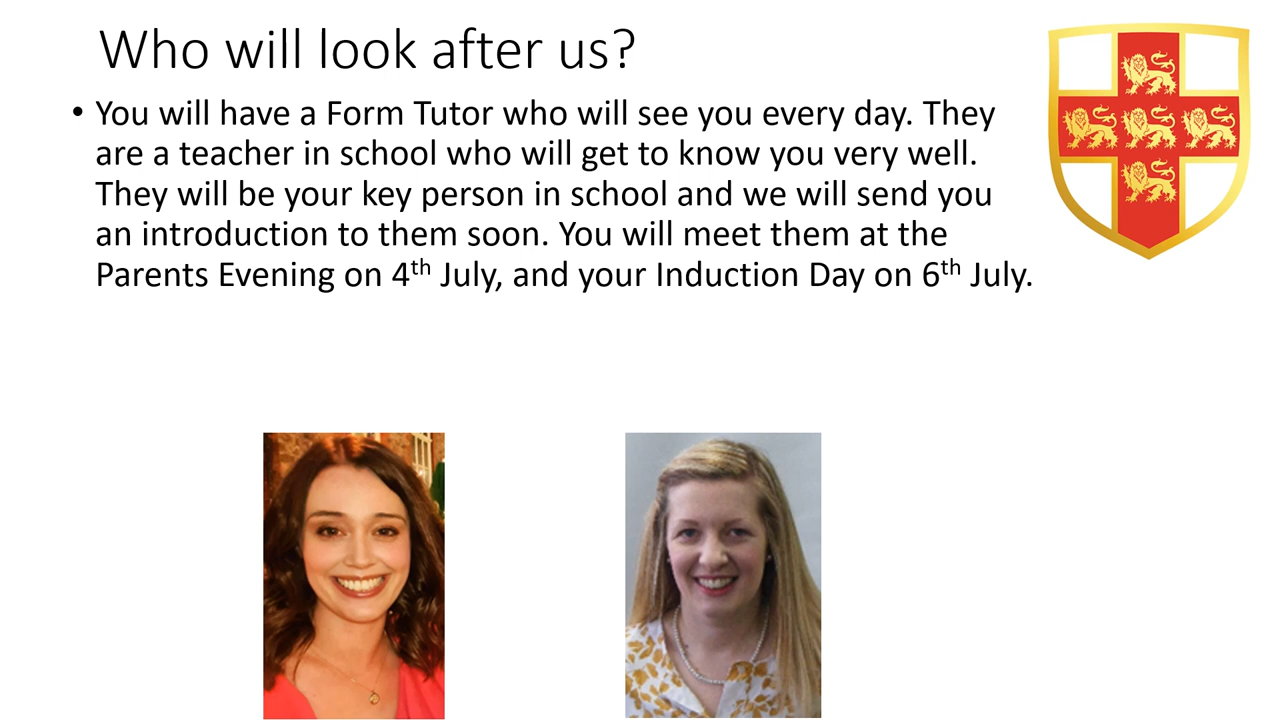 Who will look after us?
• You will have a Form Tutor who will see you every day. They
are a teacher in school who will get to know you very well.
They will be your key person in school and we will send you
an introduction to them soon. You will meet them at the
Parents Evening on 4th July, and your Induction Day on 6th July.